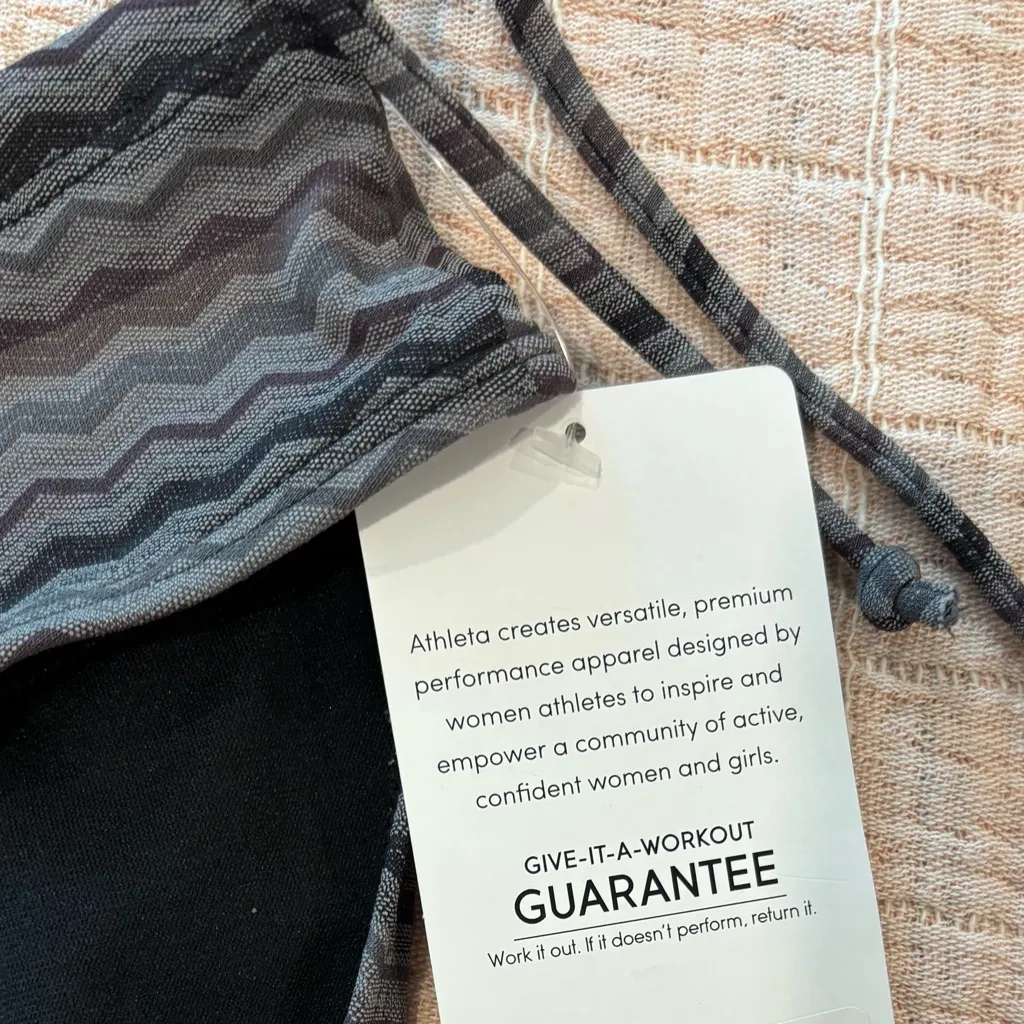 Athleta creates versatile, premium
performance apparel designed by
women athletes to inspire and
empower a community of active,
confident women and girls.
GIVE-IT-A-WORKOUT
GUARANTEE
Work it out. If it doesn't perform, return it.